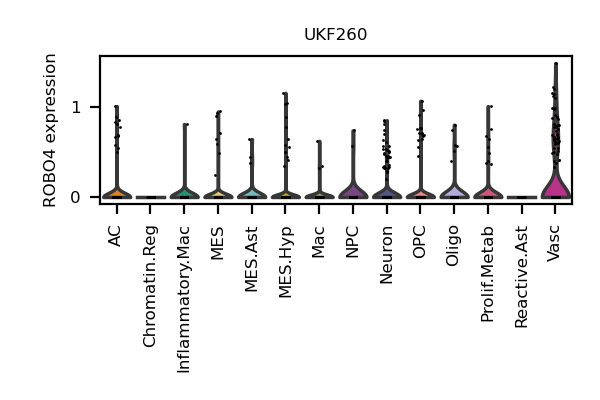 UKF260
ROBO4 expression
1
0
AC
Chromatin.Reg
Inflammatory.Mac
MES
MES.Ast
MES.Hyp
Mac
NPC
Neuron
OPC
Oligo
Prolif.Metab
Reactive.Ast
Vasc